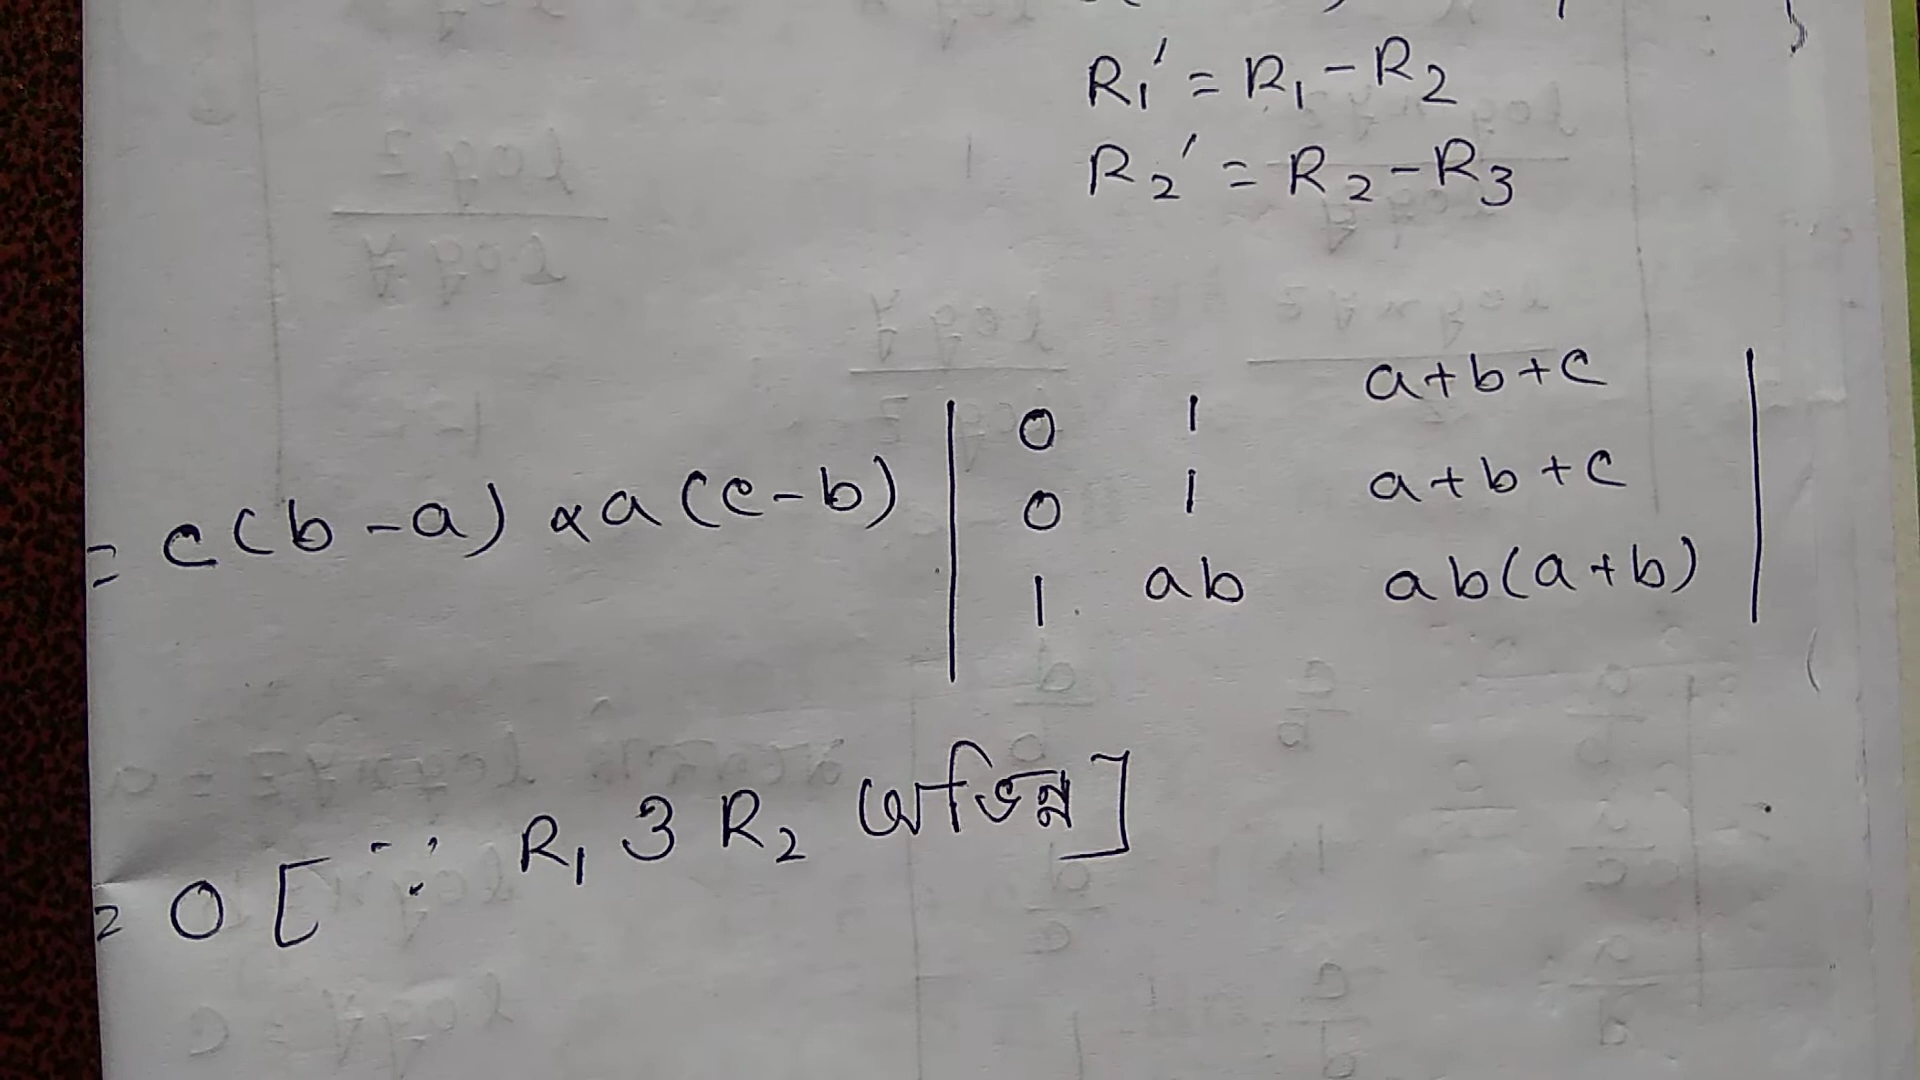 R₁′ = R₁ - R₂
R₂′ = R₂ - R₃
= c(b-a) × a(c-b) | 0 1 a+b+c |
| 0 1 a+b+c |
| 1 ab ab(a+b) |
= 0 [∵ R₁ ও R₂ অভিন্ন]